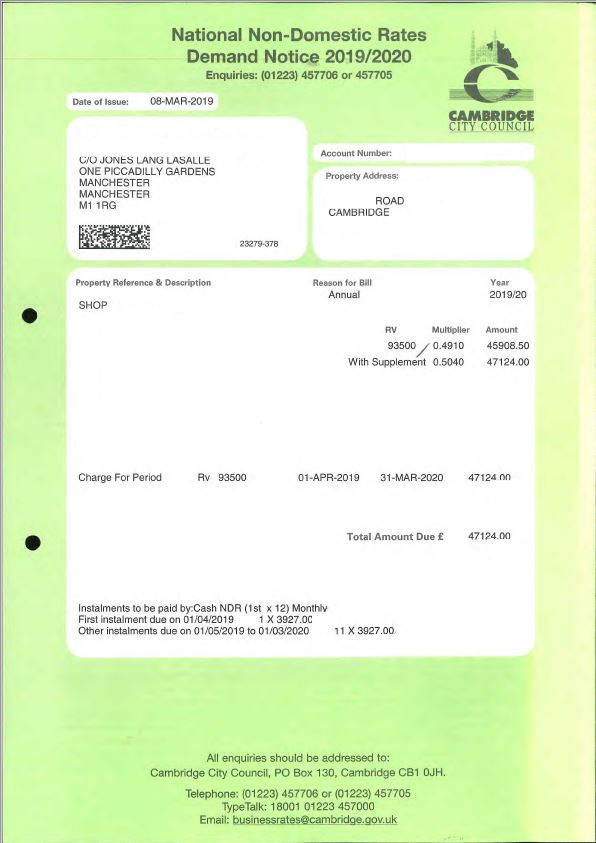 National Non-Domestic Rates
Demand Notice 2019/2020
Enquiries: (01223) 457706 or 457705
CAMBRIDGE
CITY COUNCIL
Date of Issue: 08-MAR-2019
C/O JONES LANG LASALLE
ONE PICCADILLY GARDENS
MANCHESTER
MANCHESTER
M1 1RG
23279-378
Account Number:
Property Address:
ROAD
CAMBRIDGE
Property Reference & Description Reason for Bill Year
Annual 2019/20
SHOP
RV Multiplier Amount
93500 0.4910 45908.50
With Supplement 0.5040 47124.00
Charge For Period Rv 93500 01-APR-2019 31-MAR-2020 47124.00
Total Amount Due £ 47124.00
Instalments to be paid by:Cash NDR (1st x 12) Monthly
First instalment due on 01/04/2019 1 X 3927.00
Other instalments due on 01/05/2019 to 01/03/2020 11 X 3927.00
All enquiries should be addressed to:
Cambridge City Council, PO Box 130, Cambridge CB1 0JH.
Telephone: (01223) 457706 or (01223) 457705
TypeTalk: 18001 01223 457000
Email: businessrates@cambridge.gov.uk